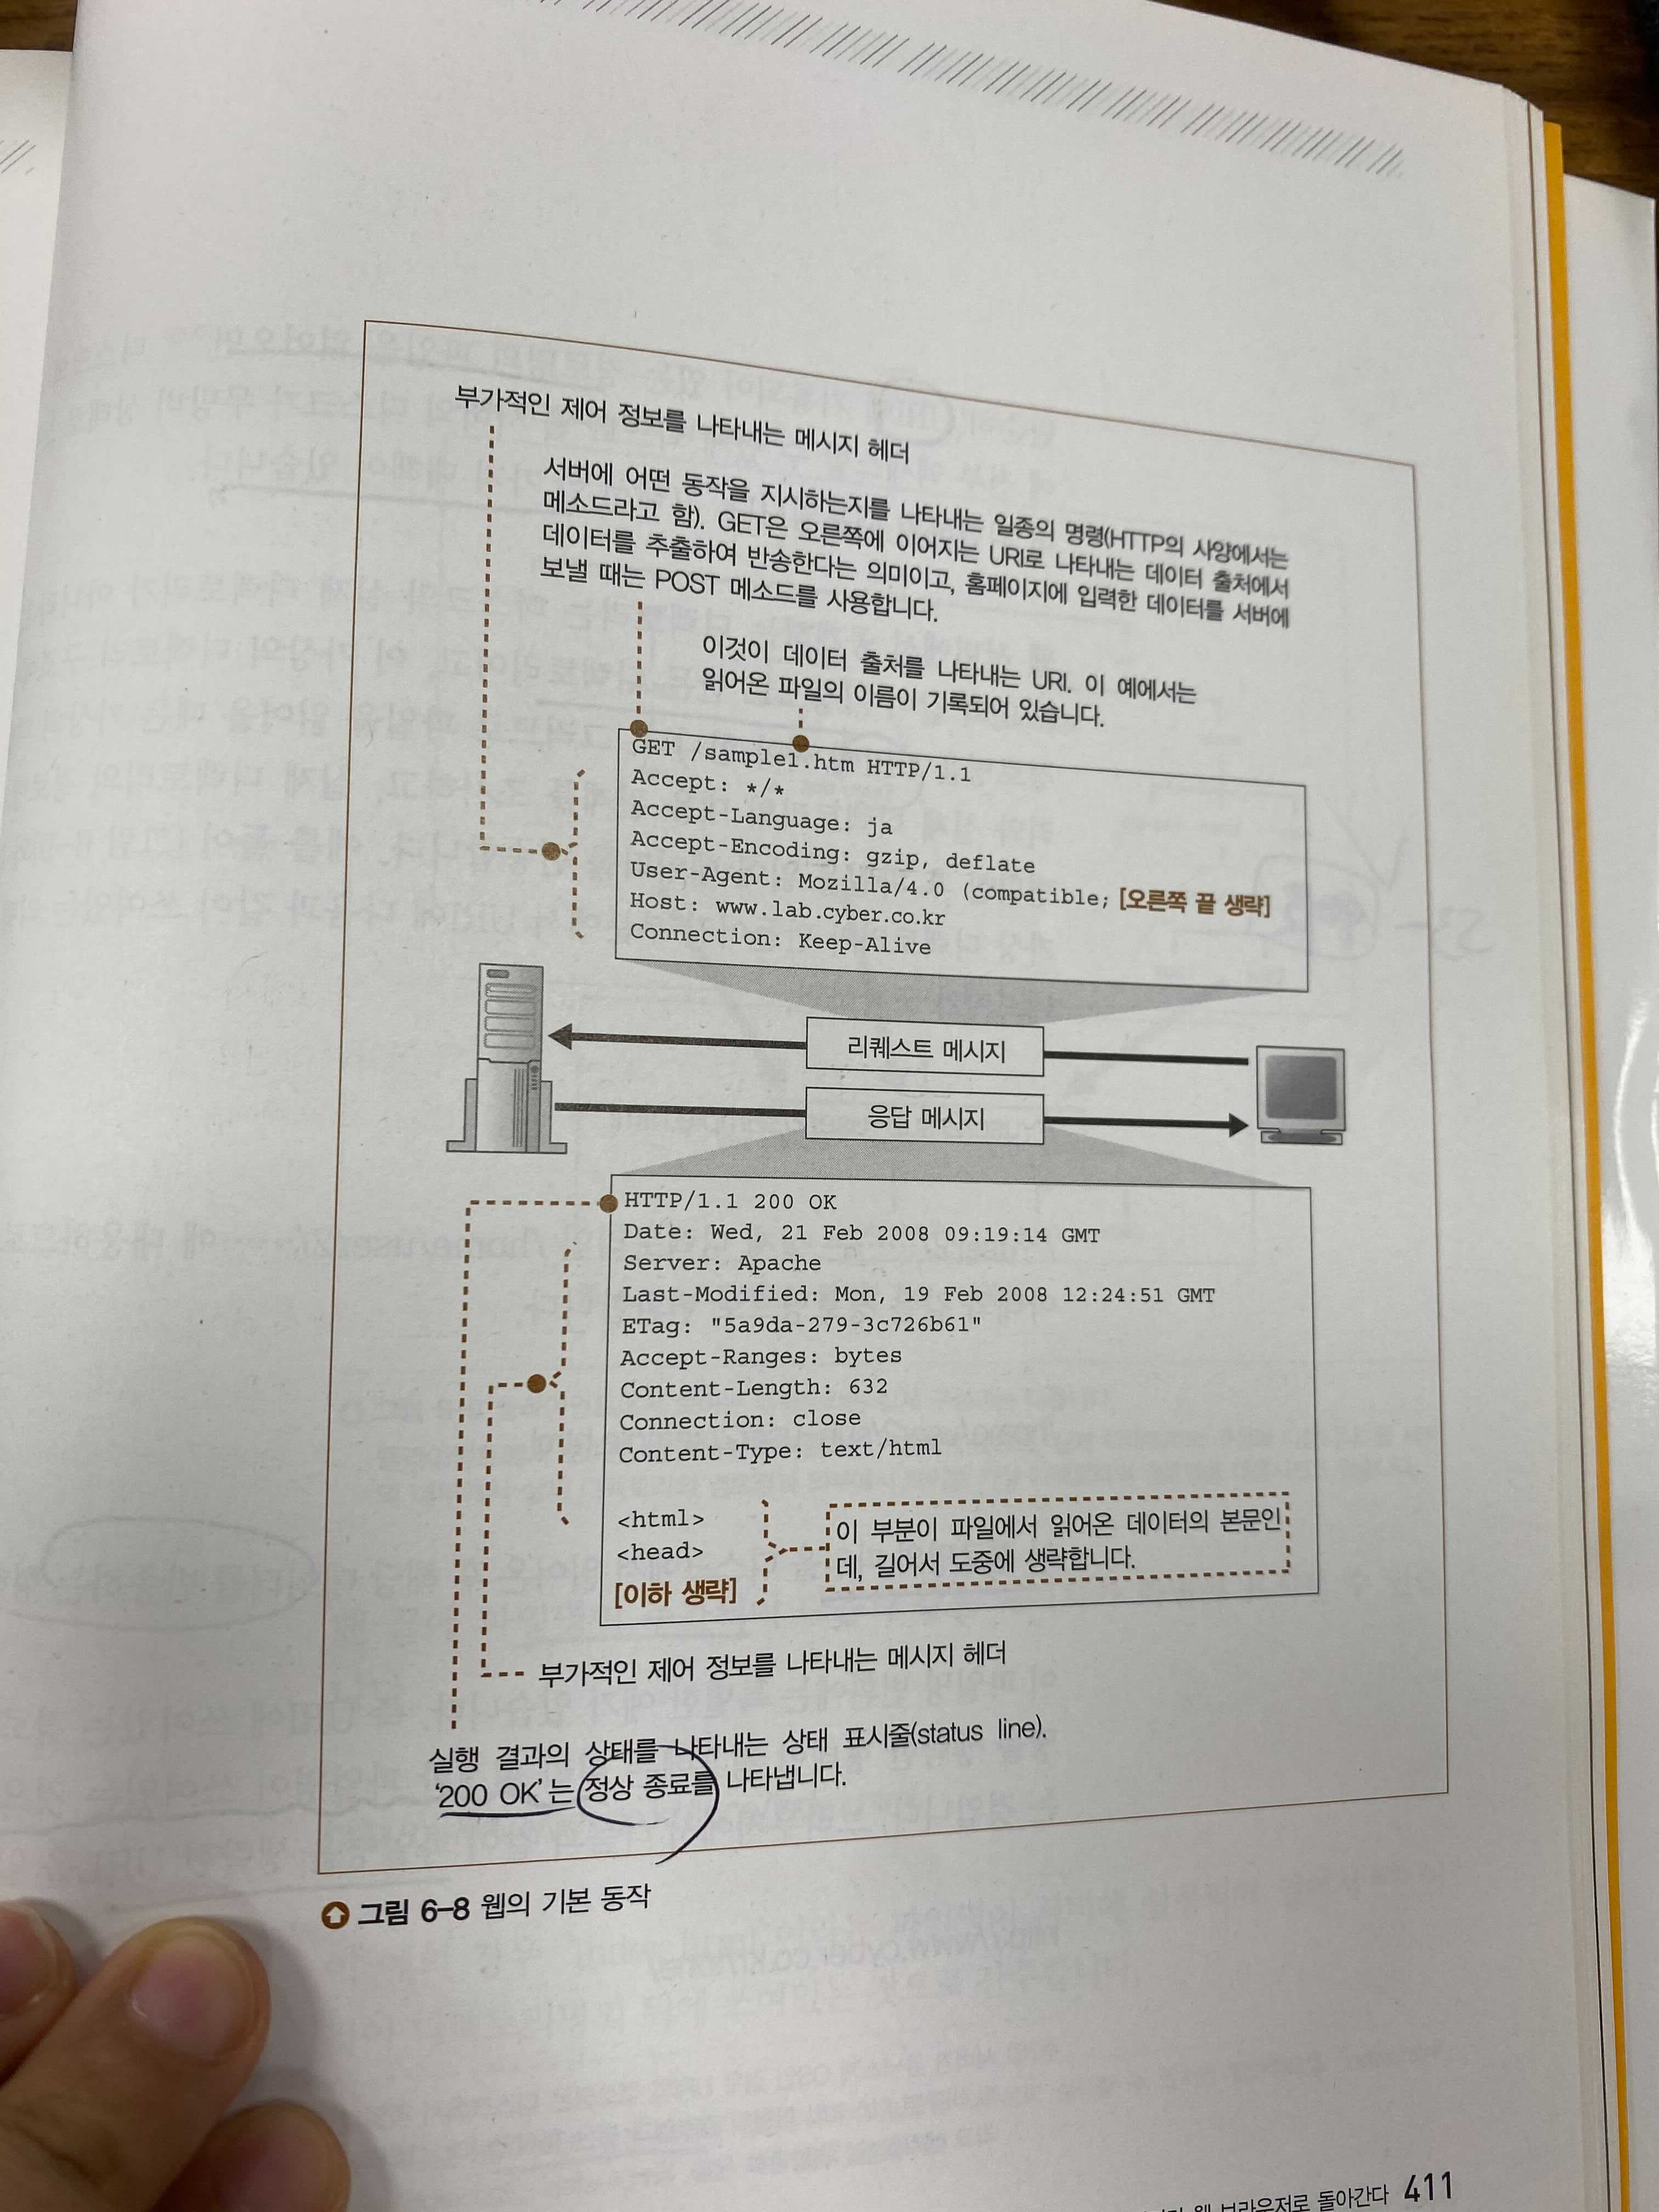 부가적인 제어 정보를 나타내는 메시지 헤더
서버에 어떤 동작을 지시하는지를 나타내는 일종의 명령(HTTP의 사양에서는
메소드라고 함). GET은 오른쪽에 이어지는 URI로 나타내는 데이터 출처에서
데이터를 추출하여 반송한다는 의미이고, 홈페이지에 입력한 데이터를 서버에
보낼 때는 POST 메소드를 사용합니다.
이것이 데이터 출처를 나타내는 URI. 이 예에서는
읽어온 파일의 이름이 기록되어 있습니다.
GET /sample1.htm HTTP/1.1
Accept: */*
Accept-Language: ja
Accept-Encoding: gzip, deflate
User-Agent: Mozilla/4.0 (compatible; [오른쪽 끝 생략]
Host: www.lab.cyber.co.kr
Connection: Keep-Alive
리퀘스트 메시지
응답 메시지
HTTP/1.1 200 OK
Date: Wed, 21 Feb 2008 09:19:14 GMT
Server: Apache
Last-Modified: Mon, 19 Feb 2008 12:24:51 GMT
ETag: "5a9da-279-3c726b61"
Accept-Ranges: bytes
Content-Length: 632
Connection: close
Content-Type: text/html
<html>
<head>
[이하 생략]
이 부분이 파일에서 읽어온 데이터의 본문인
데, 길어서 도중에 생략합니다.
부가적인 제어 정보를 나타내는 메시지 헤더
실행 결과의 상태를 나타내는 상태 표시줄(status line).
'200 OK'는 정상 종료를 나타냅니다.
그림 6-8 웹의 기본 동작
웹 브라우저로 돌아간다 411